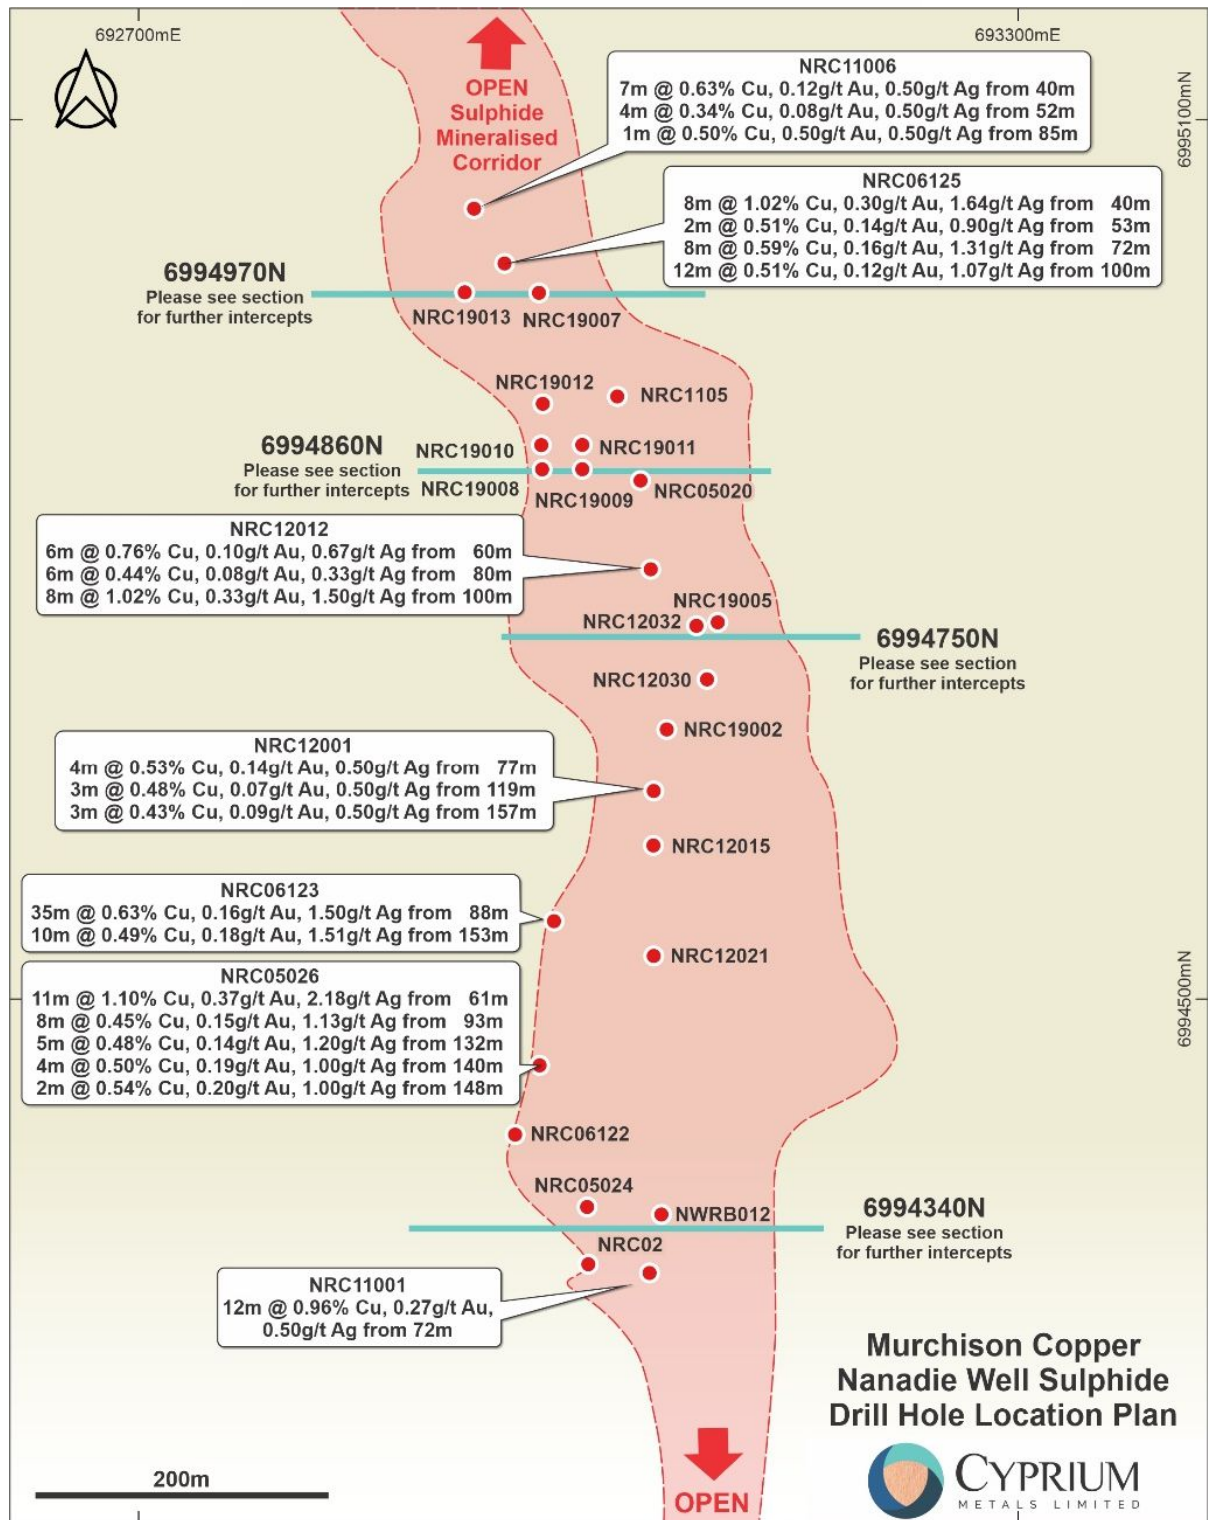 692700mE
693300mE
6995100mN
OPEN
Sulphide
Mineralised
Corridor
NRC11006
7m @ 0.63% Cu, 0.12g/t Au, 0.50g/t Ag from 40m
4m @ 0.34% Cu, 0.08g/t Au, 0.50g/t Ag from 52m
1m @ 0.50% Cu, 0.50g/t Au, 0.50g/t Ag from 85m
NRC06125
8m @ 1.02% Cu, 0.30g/t Au, 1.64g/t Ag from 40m
2m @ 0.51% Cu, 0.14g/t Au, 0.90g/t Ag from 53m
8m @ 0.59% Cu, 0.16g/t Au, 1.31g/t Ag from 72m
12m @ 0.51% Cu, 0.12g/t Au, 1.07g/t Ag from 100m
6994970N
Please see section
for further intercepts
NRC19013
NRC19007
NRC19012
NRC1105
6994860N
Please see section
for further intercepts
NRC19010
NRC19011
NRC19008
NRC19009
NRC05020
NRC12012
6m @ 0.76% Cu, 0.10g/t Au, 0.67g/t Ag from 60m
6m @ 0.44% Cu, 0.08g/t Au, 0.33g/t Ag from 80m
8m @ 1.02% Cu, 0.33g/t Au, 1.50g/t Ag from 100m
NRC19005
NRC12032
6994750N
Please see section
for further intercepts
NRC12030
NRC19002
NRC12001
4m @ 0.53% Cu, 0.14g/t Au, 0.50g/t Ag from 77m
3m @ 0.48% Cu, 0.07g/t Au, 0.50g/t Ag from 119m
3m @ 0.43% Cu, 0.09g/t Au, 0.50g/t Ag from 157m
NRC12015
NRC06123
35m @ 0.63% Cu, 0.16g/t Au, 1.50g/t Ag from 88m
10m @ 0.49% Cu, 0.18g/t Au, 1.51g/t Ag from 153m
NRC12021
6994500mN
NRC05026
11m @ 1.10% Cu, 0.37g/t Au, 2.18g/t Ag from 61m
8m @ 0.45% Cu, 0.15g/t Au, 1.13g/t Ag from 93m
5m @ 0.48% Cu, 0.14g/t Au, 1.20g/t Ag from 132m
4m @ 0.50% Cu, 0.19g/t Au, 1.00g/t Ag from 140m
2m @ 0.54% Cu, 0.20g/t Au, 1.00g/t Ag from 148m
NRC06122
NRC05024
NWRB012
6994340N
Please see section
for further intercepts
NRC02
NRC11001
12m @ 0.96% Cu, 0.27g/t Au,
0.50g/t Ag from 72m
Murchison Copper
Nanadie Well Sulphide
Drill Hole Location Plan
200m
OPEN
CYPRIUM
METALS LIMITED